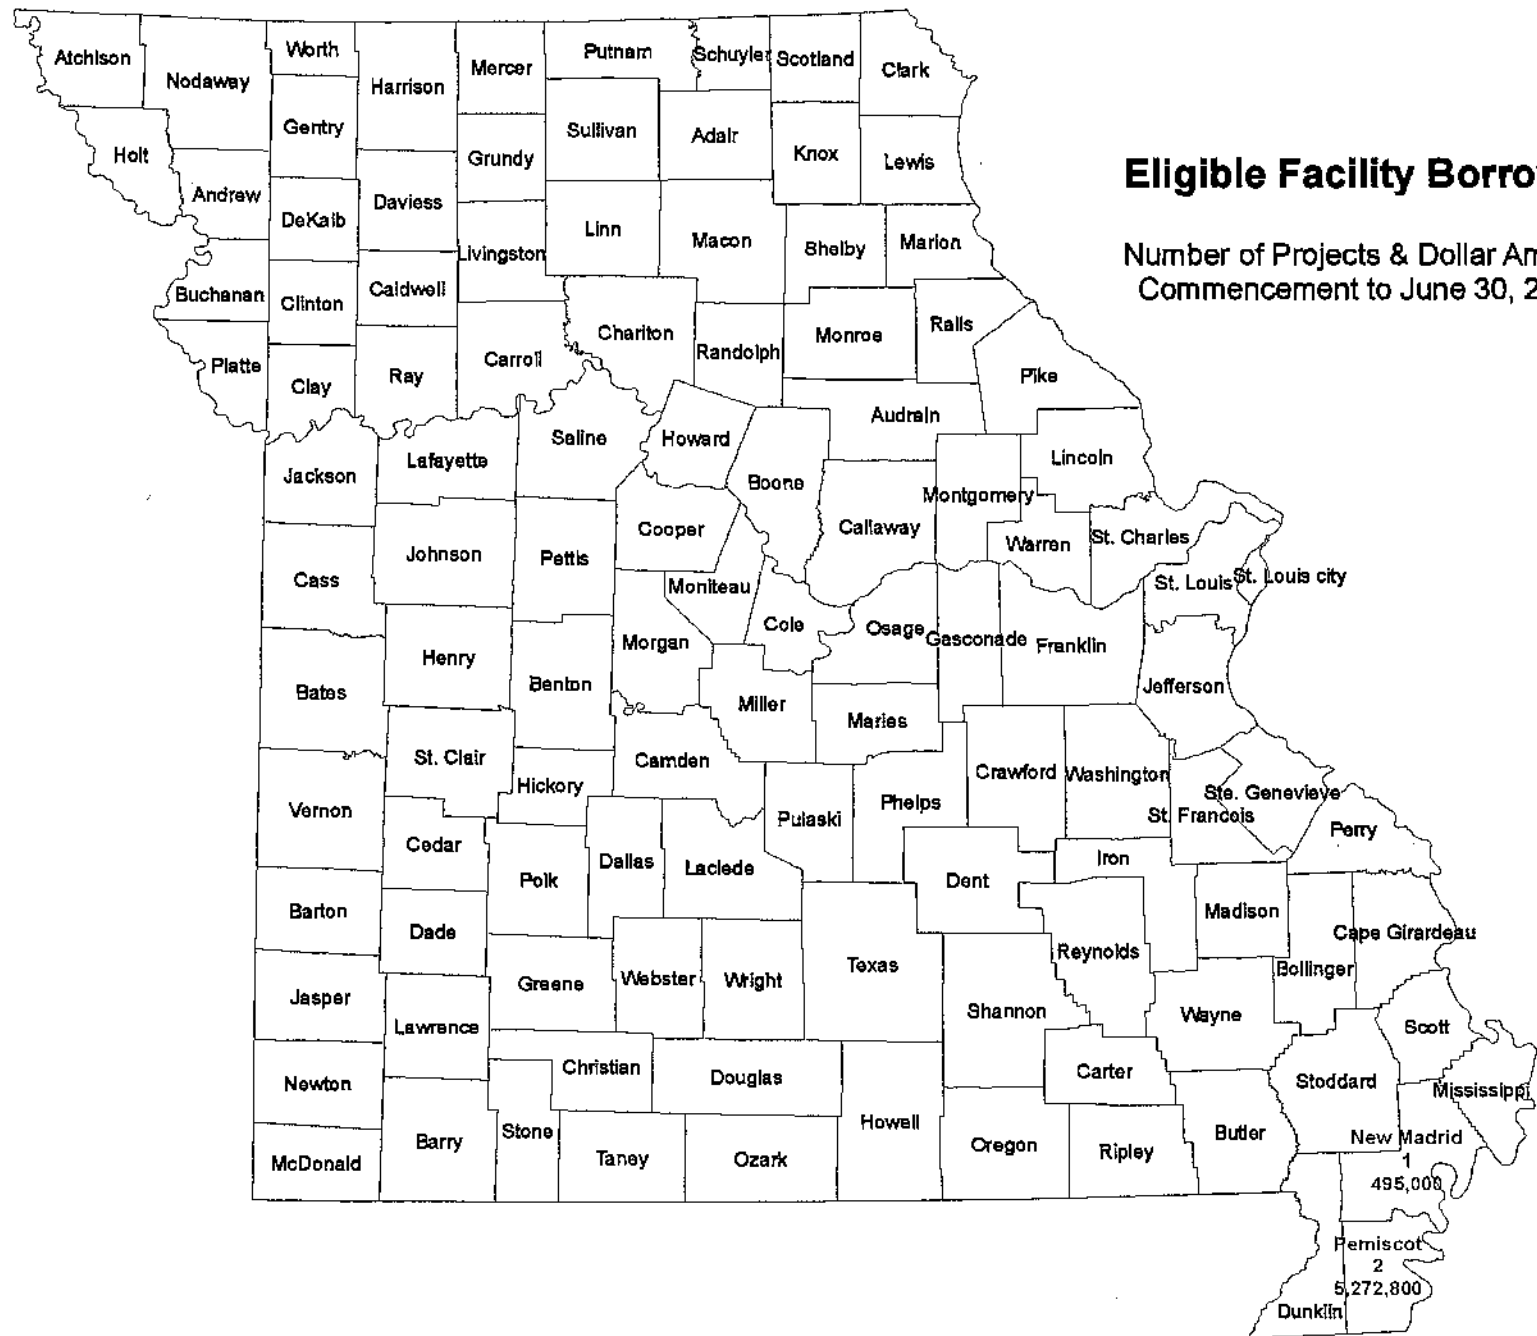 Atchison
Nodaway
Worth
Harrison
Mercer
Putnam
Schuyler
Scotland
Clark
Holt
Andrew
Gentry
DeKalb
Daviess
Grundy
Sullivan
Adair
Knox
Lewis
Eligible Facility Borro
Number of Projects & Dollar Am
Commencement to June 30, 2
Buchanan
Clinton
Caldwell
Livingston
Linn
Macon
Shelby
Marion
Platte
Clay
Ray
Carroll
Chariton
Randolph
Monroe
Ralls
Pike
Audrain
Jackson
Lafayette
Saline
Howard
Boone
Callaway
Montgomery
Lincoln
Warren
St. Charles
St. Louis
St. Louis city
Cass
Johnson
Pettis
Cooper
Moniteau
Cole
Osage
Gasconade
Franklin
Jefferson
Bates
Henry
Benton
Morgan
Miller
Maries
Camden
St. Clair
Hickory
Vernon
Cedar
Polk
Dallas
Laclede
Pulaski
Phelps
Crawford
Washington
St. Francois
Ste. Genevieve
Perry
Dent
Iron
Madison
Reynolds
Bollinger
Cape Girardeau
Barton
Dade
Greene
Webster
Wright
Texas
Shannon
Wayne
Scott
Jasper
Lawrence
Christian
Douglas
Howell
Carter
Stoddard
Mississippi
Newton
McDonald
Barry
Stone
Taney
Ozark
Oregon
Ripley
Butler
New Madrid
1
495,000
Pemiscot
2
5,272,800
Dunklin